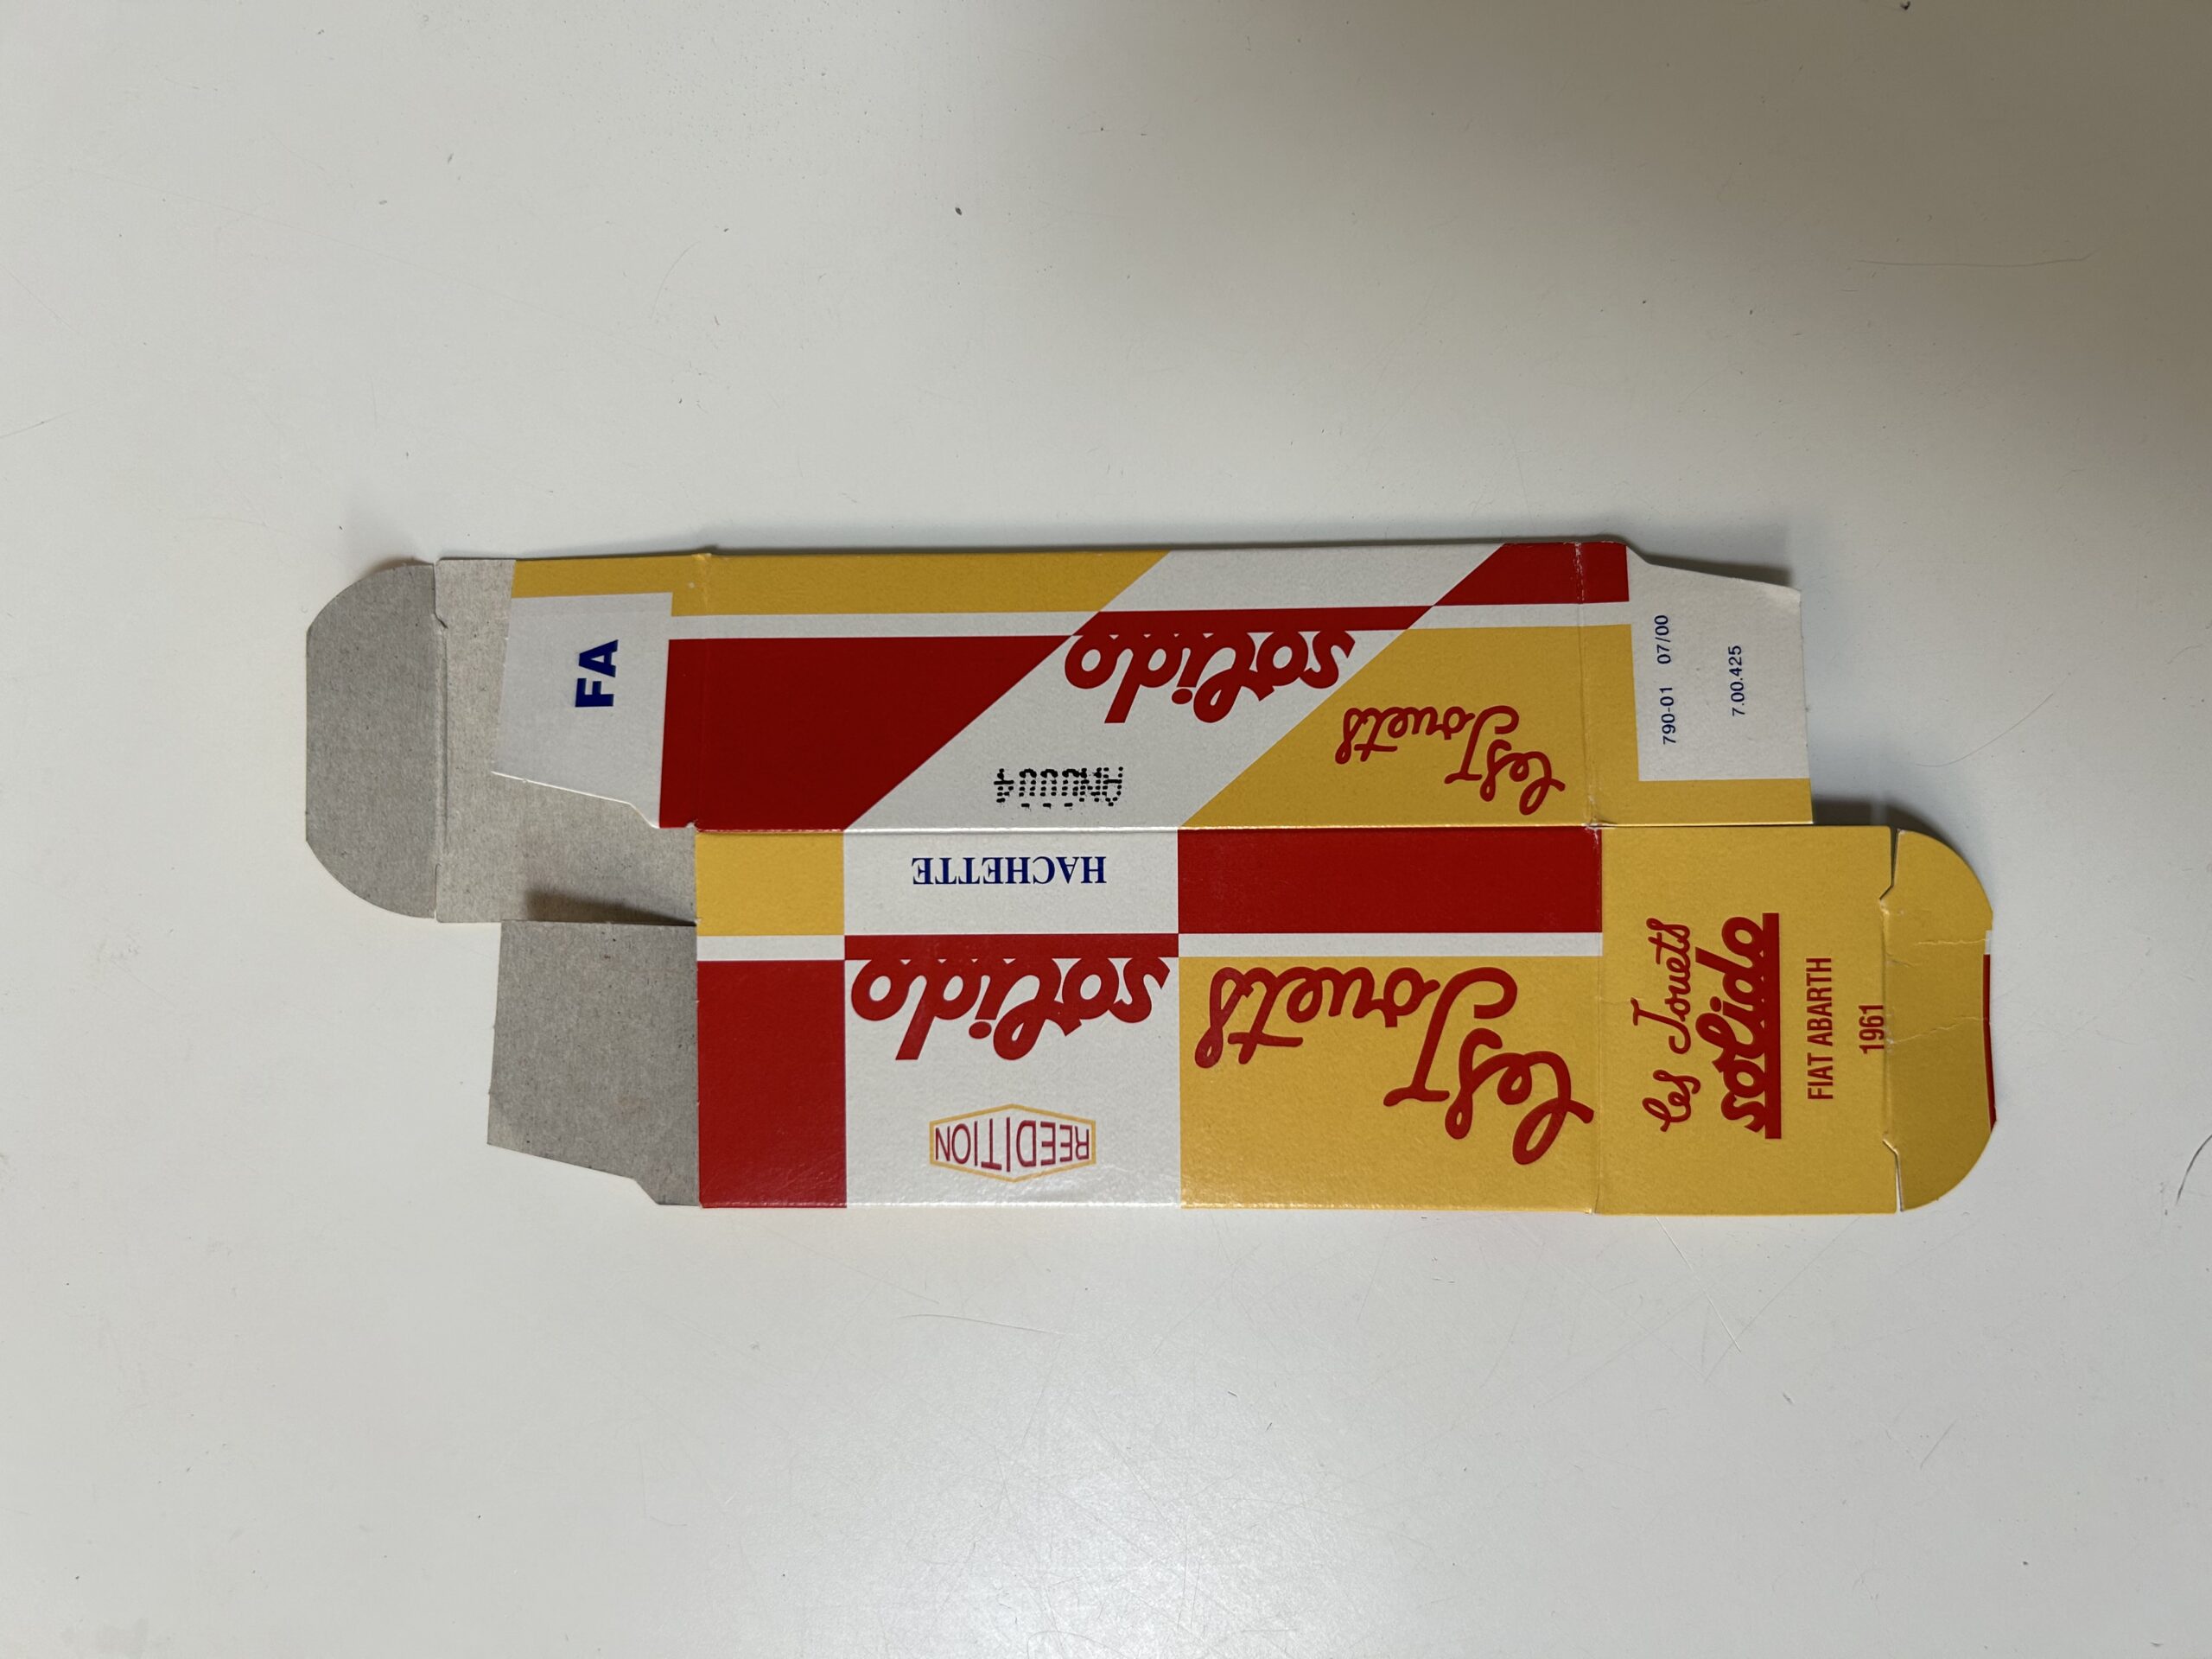 FA
solido
Les
Jouets
790-01 07/00
7.00.425
HACHETTE
solido
Les
Jouets
REEDITION
Les Jouets
solido
FIAT ABARTH
1961